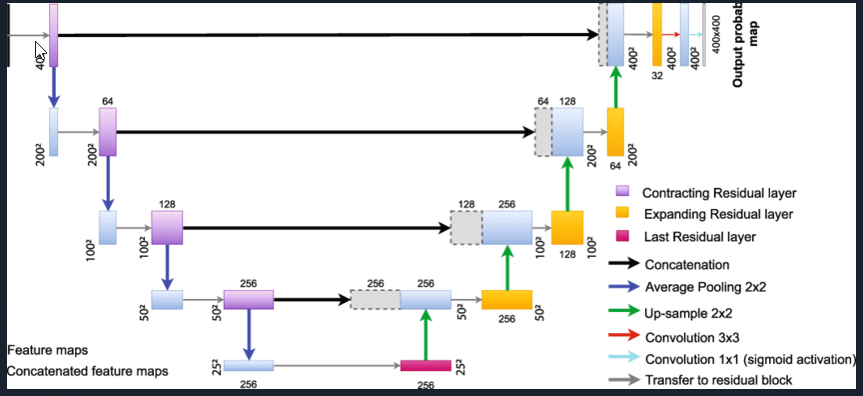 40
400²
400²
400²
400x400
Output probab
map
32
64
64
128
200²
200²
200²
200²
64
128
128
256
100²
100²
100²
100²
128
256
256
256
50²
50²
50²
50²
256
25²
25²
256
256
Contracting Residual layer
Expanding Residual layer
Last Residual layer
Concatenation
Average Pooling 2x2
Up-sample 2x2
Convolution 3x3
Convolution 1x1 (sigmoid activation)
Transfer to residual block
Feature maps
Concatenated feature maps